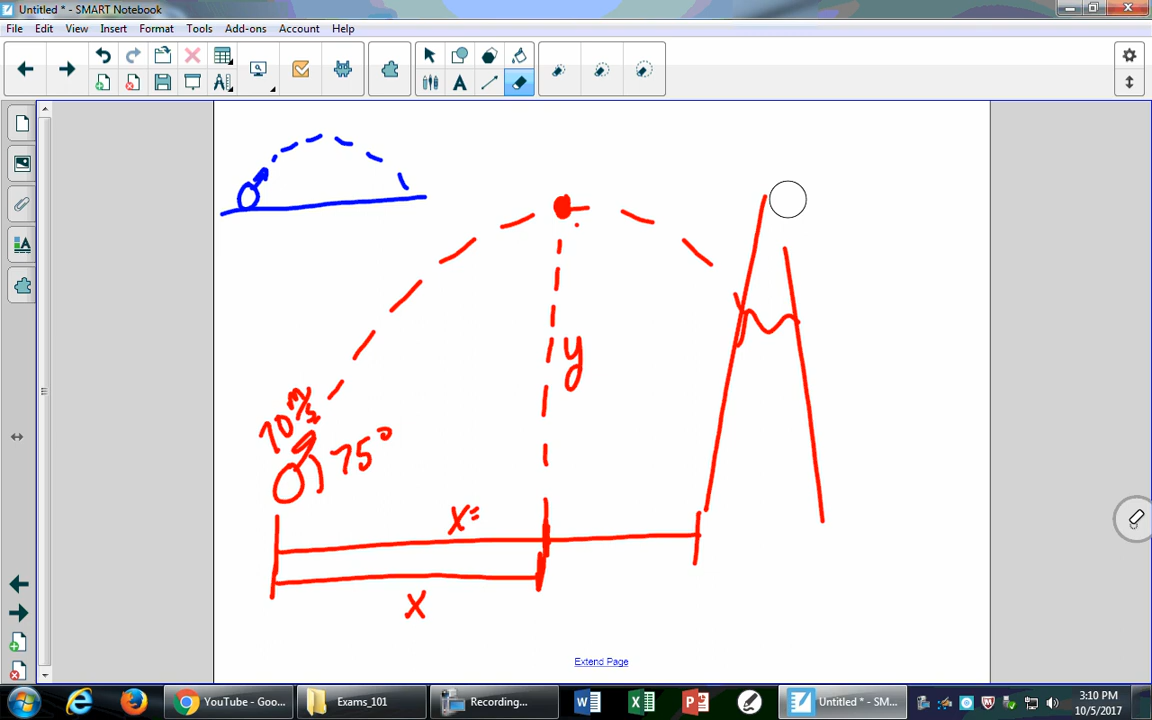 Untitled * - SMART Notebook
File Edit View Insert Format Tools Add-ons Account Help
y
70 m/s
75°
x=
x
Extend Page
YouTube - Goo...
Exams_101
Recording...
Untitled * - SM...
3:10 PM
10/5/2017